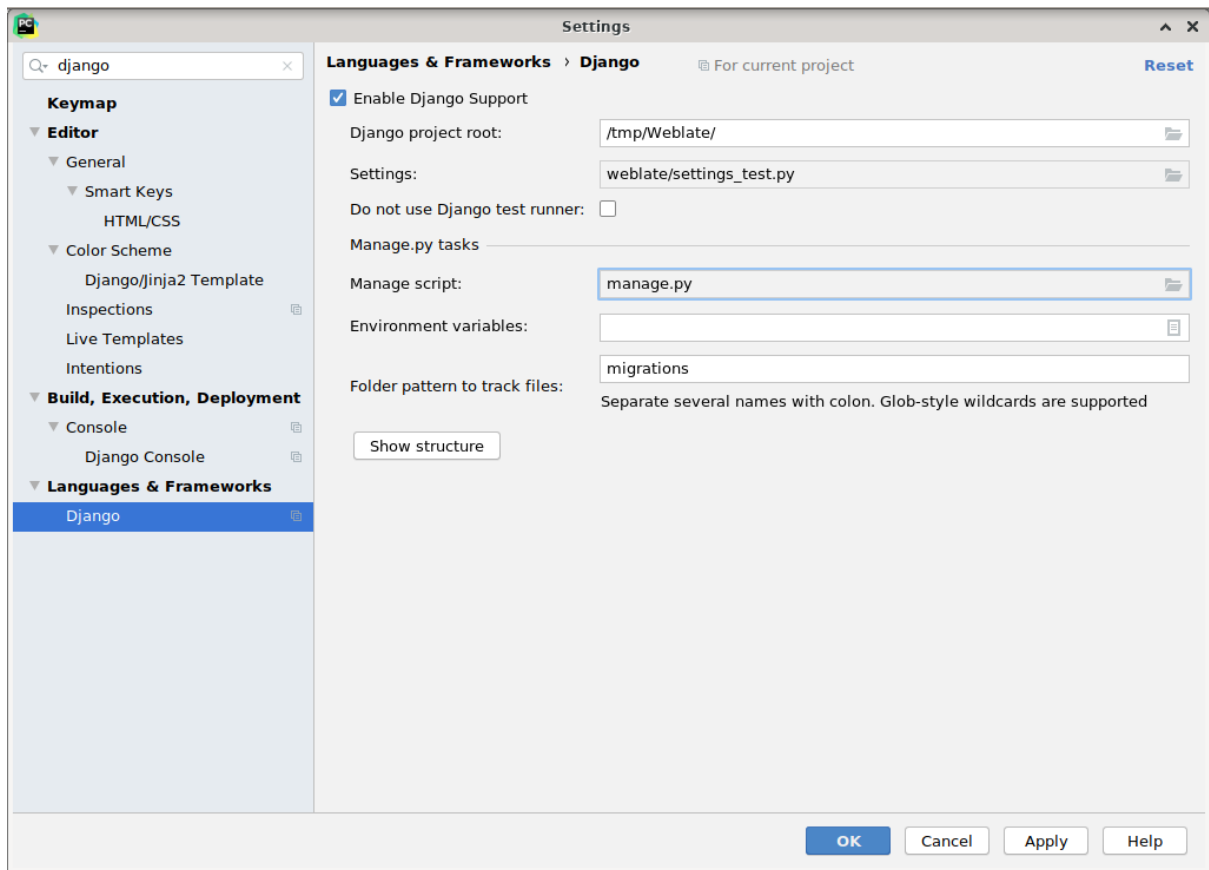 PC
Settings
django
Keymap
Editor
General
Smart Keys
HTML/CSS
Color Scheme
Django/Jinja2 Template
Inspections
Live Templates
Intentions
Build, Execution, Deployment
Console
Django Console
Languages & Frameworks
Django
Languages & Frameworks › Django
For current project
Reset
Enable Django Support
Django project root: /tmp/Weblate/
Settings: weblate/settings_test.py
Do not use Django test runner:
Manage.py tasks
Manage script: manage.py
Environment variables:
Folder pattern to track files: migrations
Separate several names with colon. Glob-style wildcards are supported
Show structure
OK Cancel Apply Help